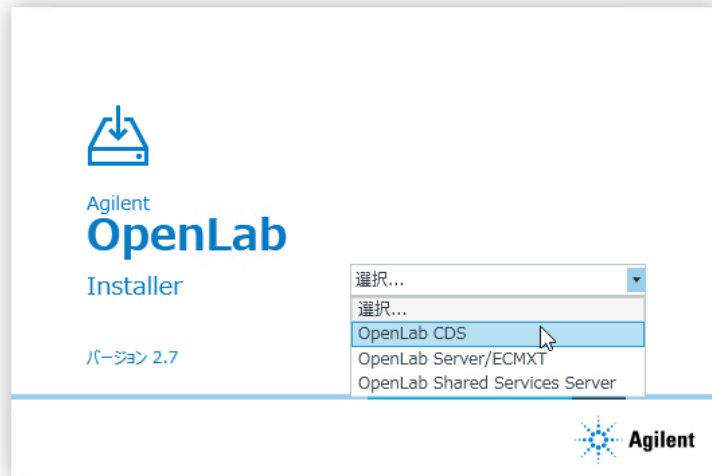 Agilent
OpenLab
Installer
バージョン 2.7
選択...
選択...
OpenLab CDS
OpenLab Server/ECMXT
OpenLab Shared Services Server
Agilent